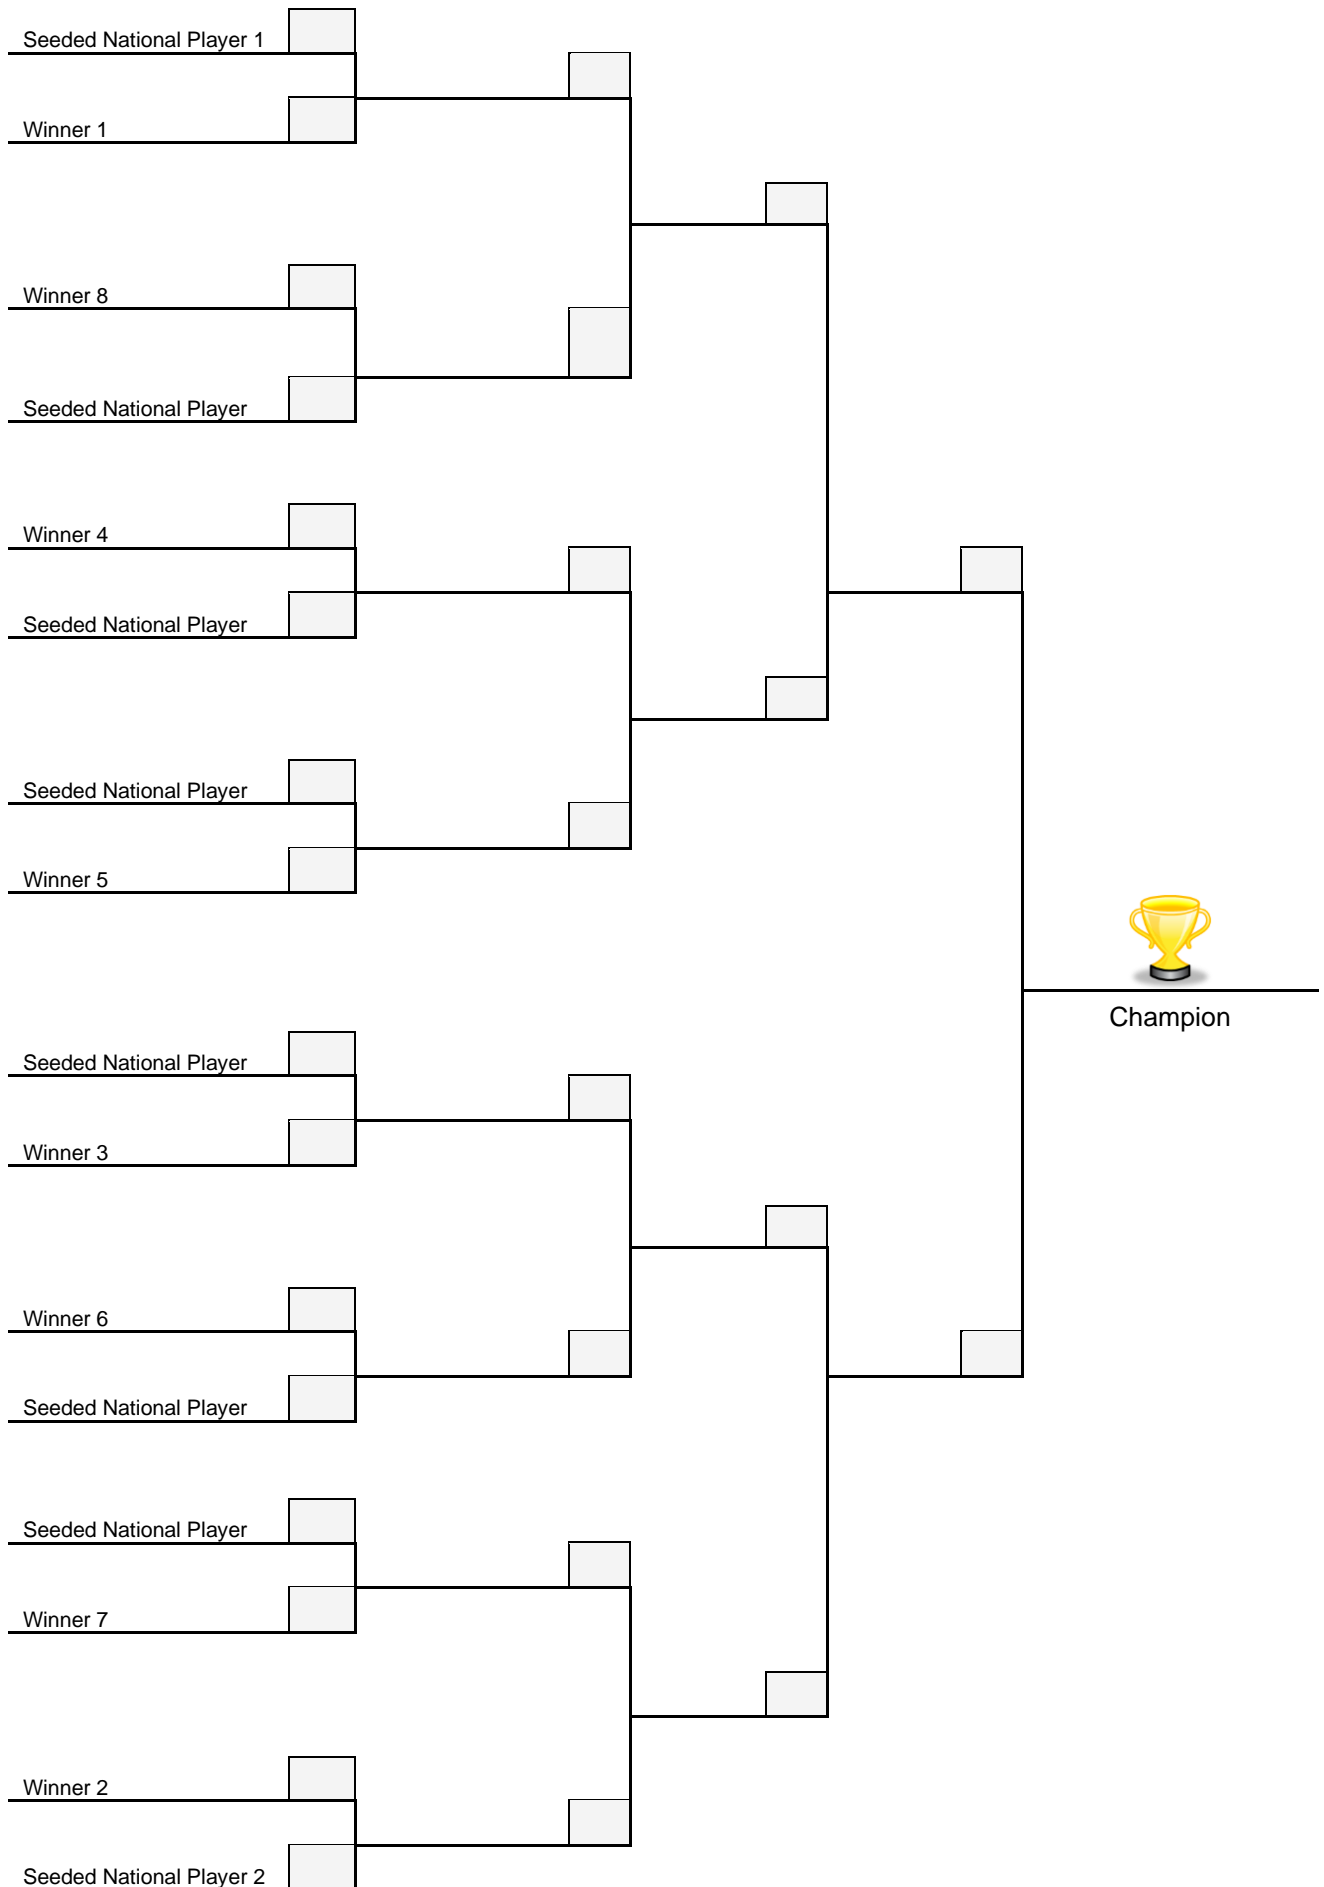 Seeded National Player 1
Winner 1
Winner 8
Seeded National Player
Winner 4
Seeded National Player
Seeded National Player
Winner 5
Champion
Seeded National Player
Winner 3
Winner 6
Seeded National Player
Seeded National Player
Winner 7
Winner 2
Seeded National Player 2